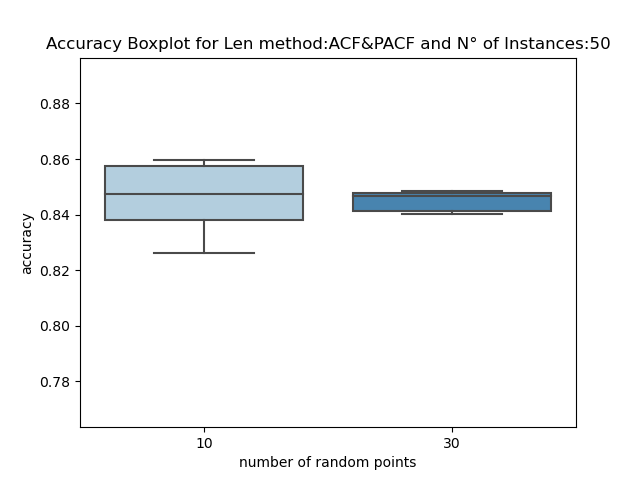 Accuracy Boxplot for Len method:ACF&PACF and N° of Instances:50
0.88
0.86
0.84
0.82
0.80
0.78
accuracy
10
30
number of random points